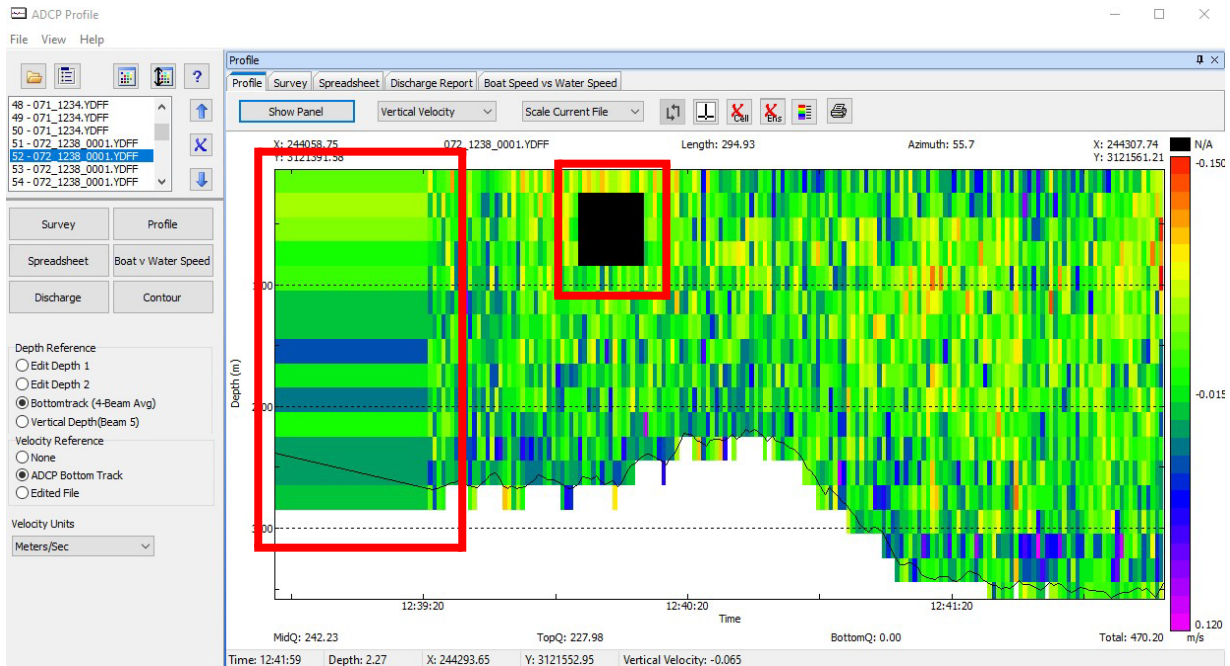 ADCP Profile
File View Help
?
48 - 071_1234.YDFF
49 - 071_1234.YDFF
50 - 071_1234.YDFF
51 - 072_1238_0001.YDFF
52 - 072_1238_0001.YDFF
53 - 072_1238_0001.YDFF
54 - 072_1238_0001.YDFF
Survey Profile
Spreadsheet Boat v Water Speed
Discharge Contour
Depth Reference
Edit Depth 1
Edit Depth 2
Bottomtrack (4-Beam Avg)
Vertical Depth(Beam 5)
Velocity Reference
None
ADCP Bottom Track
Edited File
Velocity Units
Meters/Sec
Profile
Profile Survey Spreadsheet Discharge Report Boat Speed vs Water Speed
Show Panel Vertical Velocity Scale Current File Cell Ens
X: 244058.75 072_1238_0001.YDFF Length: 294.93 Azimuth: 55.7 X: 244307.74 N/A
Y: 3121391.58 Y: 3121561.21
-0.150
-0.015
0.120
m/s
Depth (m)
12:39:20 12:40:20 12:41:20
Time
MidQ: 242.23 TopQ: 227.98 BottomQ: 0.00 Total: 470.20
Time: 12:41:59 Depth: 2.27 X: 244293.65 Y: 3121552.95 Vertical Velocity: -0.065